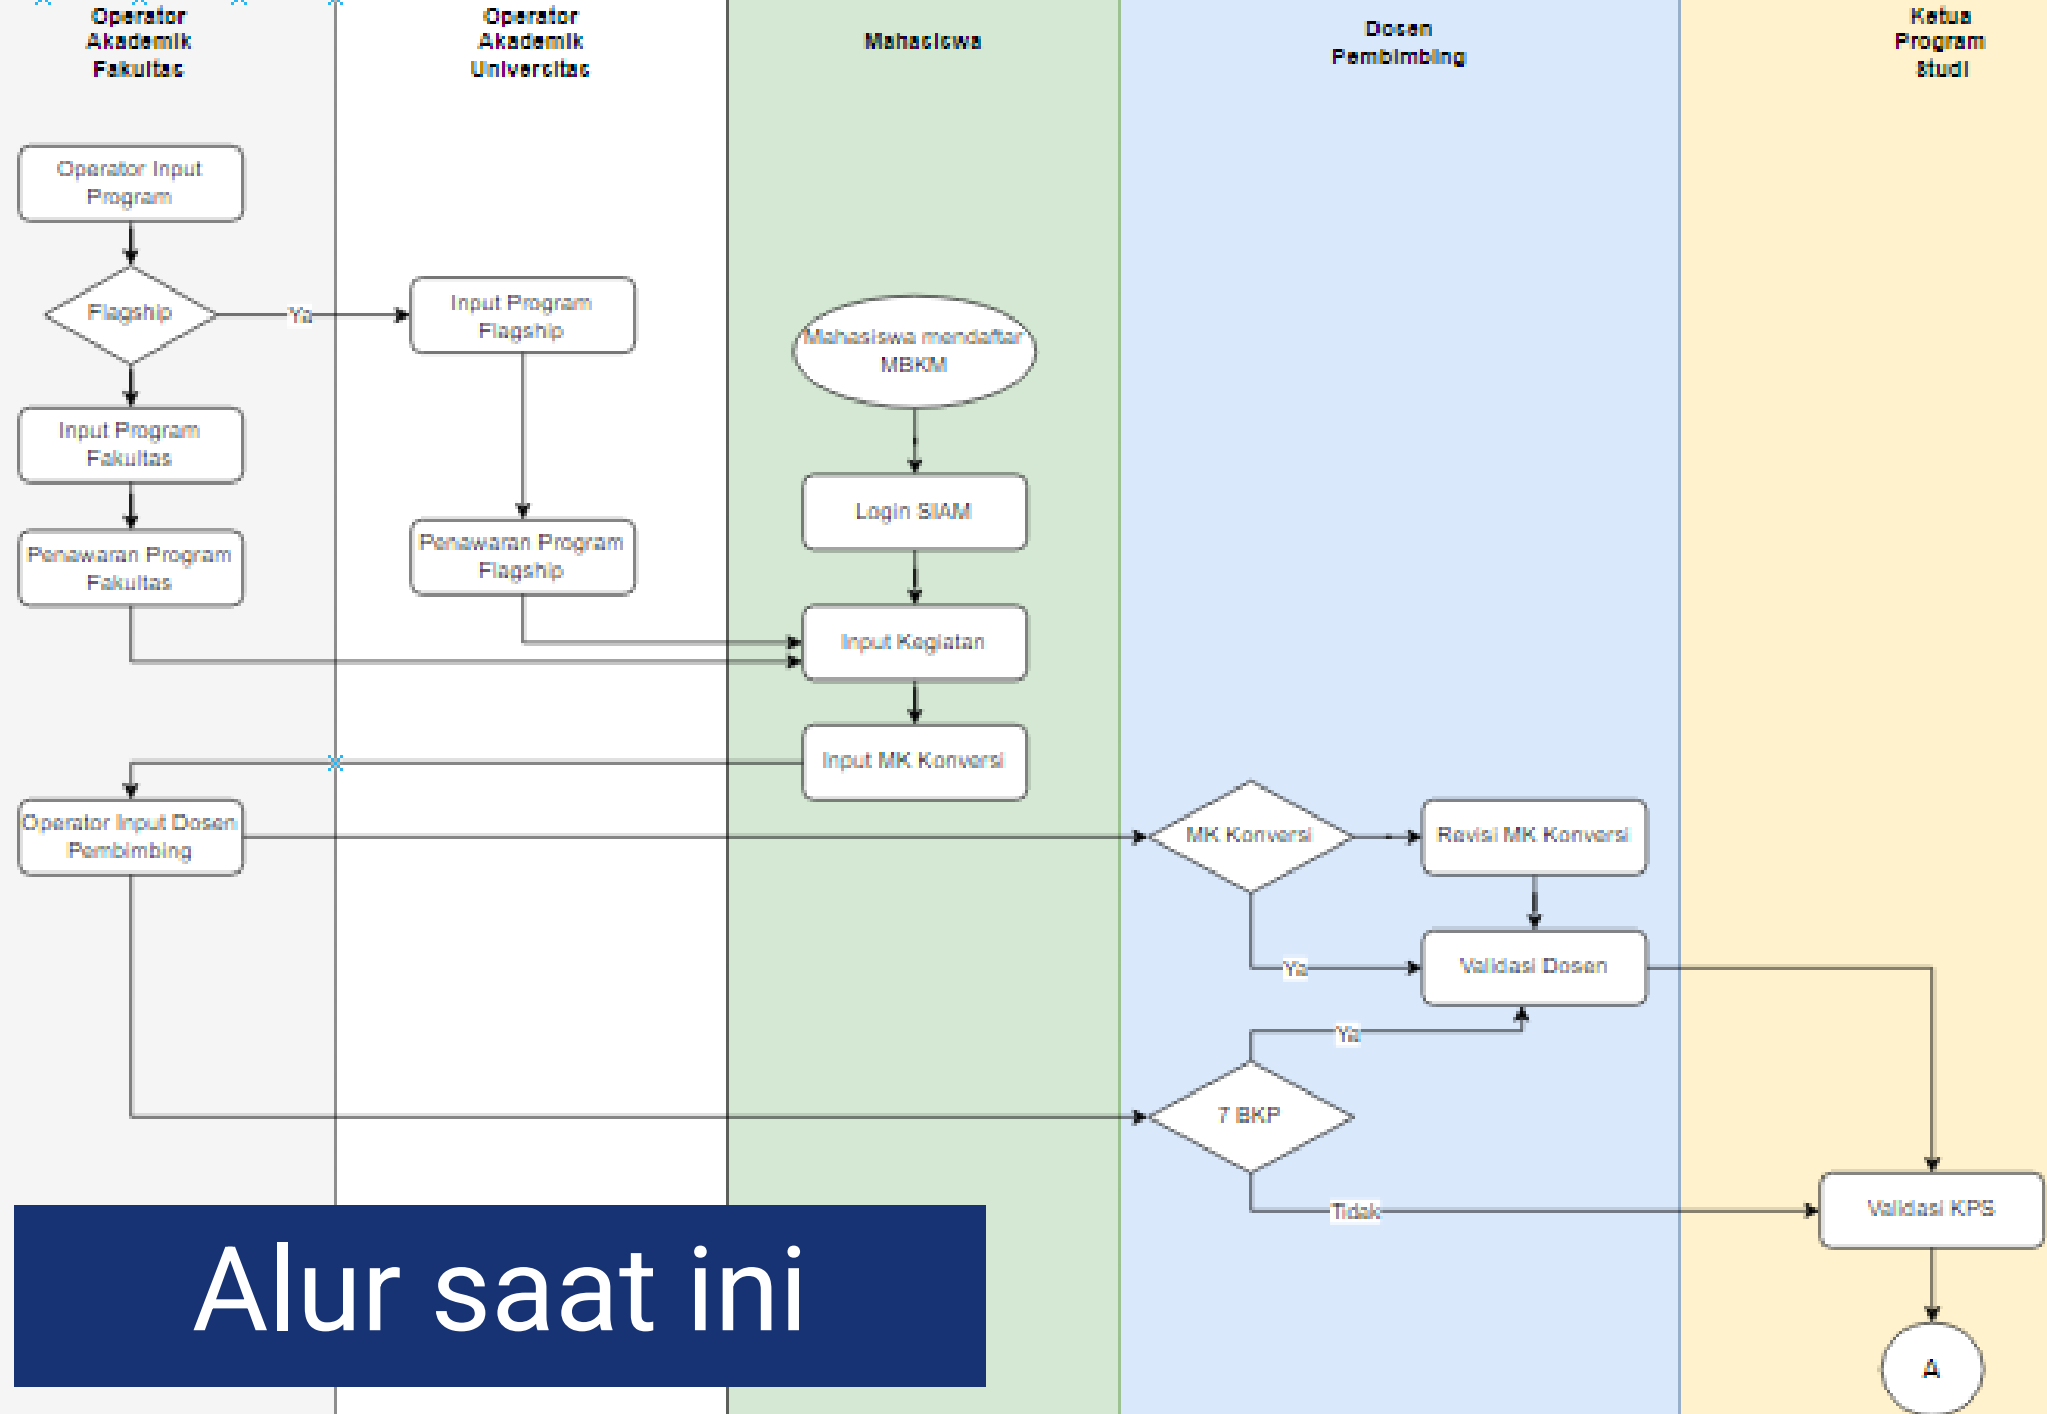 Operator
Akademik
Fakultas
Operator
Akademik
Universitas
Mahasiswa
Dosen
Pembimbing
Ketua
Program
Studi
Operator Input
Program
Flagship
Ya
Input Program
Flagship
Mahasiswa mendaftar
MBKM
Input Program
Fakultas
Login SIAM
Penawaran Program
Fakultas
Penawaran Program
Flagship
Input Kegiatan
Input MK Konversi
Operator Input Dosen
Pembimbing
MK Konversi
Revisi MK Konversi
Ya
Validasi Dosen
Ya
7 BKP
Tidak
Validasi KPS
Alur saat ini
A